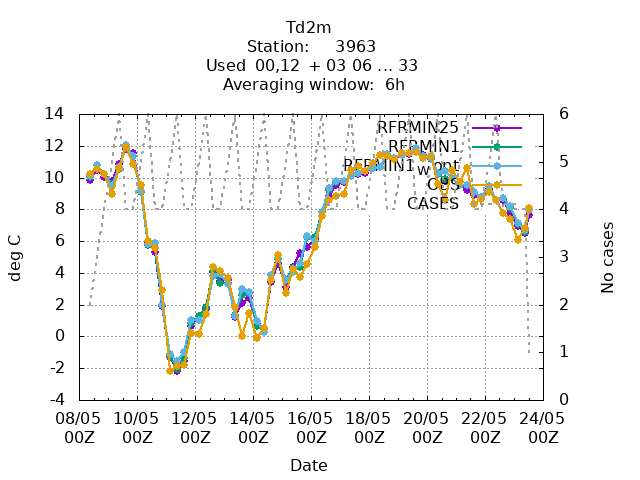 Td2m
Station: 3963
Used 00,12 + 03 06 ... 33
Averaging window: 6h
14
12
10
8
6
4
2
0
-2
-4
6
5
4
3
2
1
0
RFRMIN25
RFRMIN1
RFRMIN1_w_opt
OBS
CASES
deg C
No cases
08/05 10/05 12/05 14/05 16/05 18/05 20/05 22/05 24/05
00Z 00Z 00Z 00Z 00Z 00Z 00Z 00Z 00Z
Date